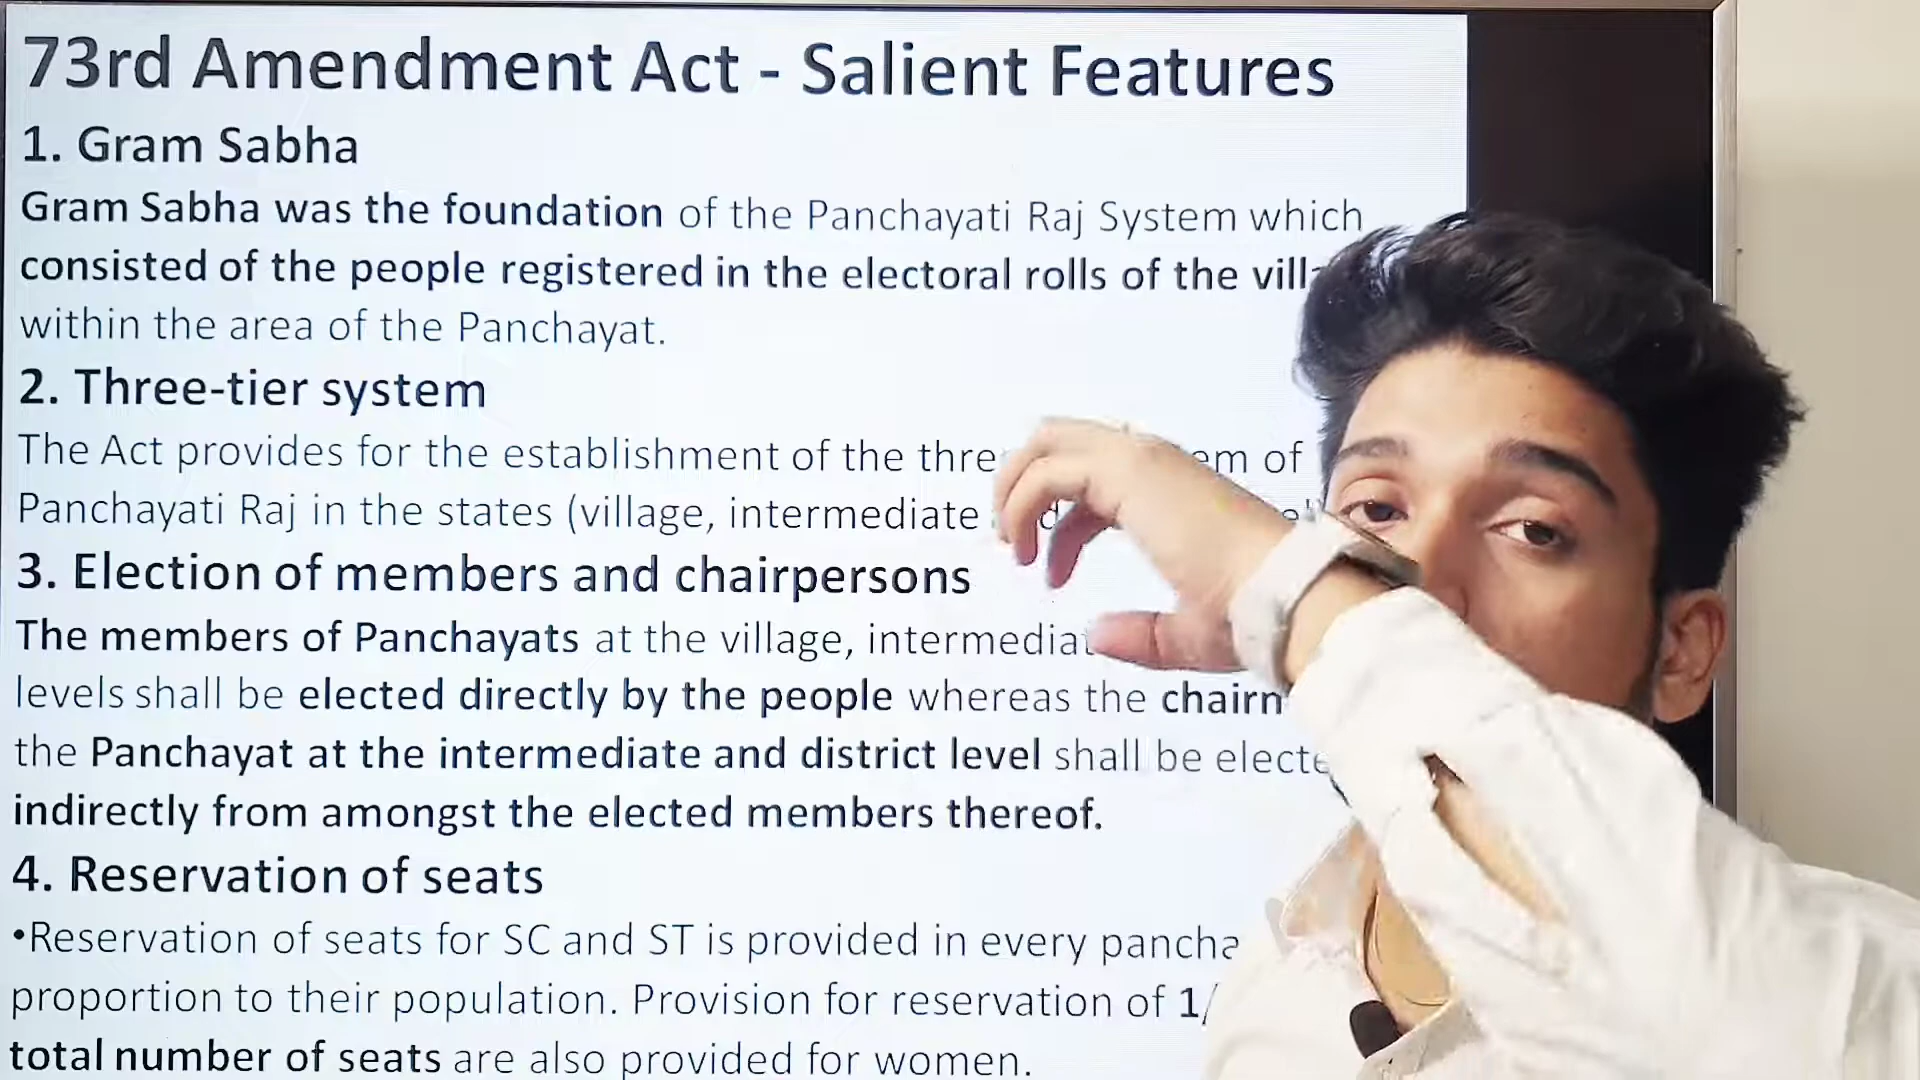 73rd Amendment Act - Salient Features
1. Gram Sabha
Gram Sabha was the foundation of the Panchayati Raj System which
consisted of the people registered in the electoral rolls of the
within the area of the Panchayat.
2. Three-tier system
The Act provides for the establishment of the of
Panchayati Raj in the states (village, intermediate
3. Election of members and chairpersons
The members of Panchayats at the village,
levels shall be elected directly by the people whereas the
the Panchayat at the intermediate and district level shall be
indirectly from amongst the elected members thereof.
4. Reservation of seats
•Reservation of seats for SC and ST is provided in every
proportion to their population. Provision for reservation of
total number of seats are also provided for women.